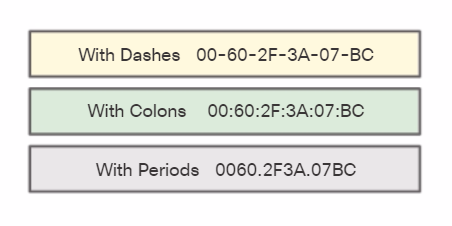 With Dashes 00-60-2F-3A-07-BC
With Colons 00:60:2F:3A:07:BC
With Periods 0060.2F3A.07BC